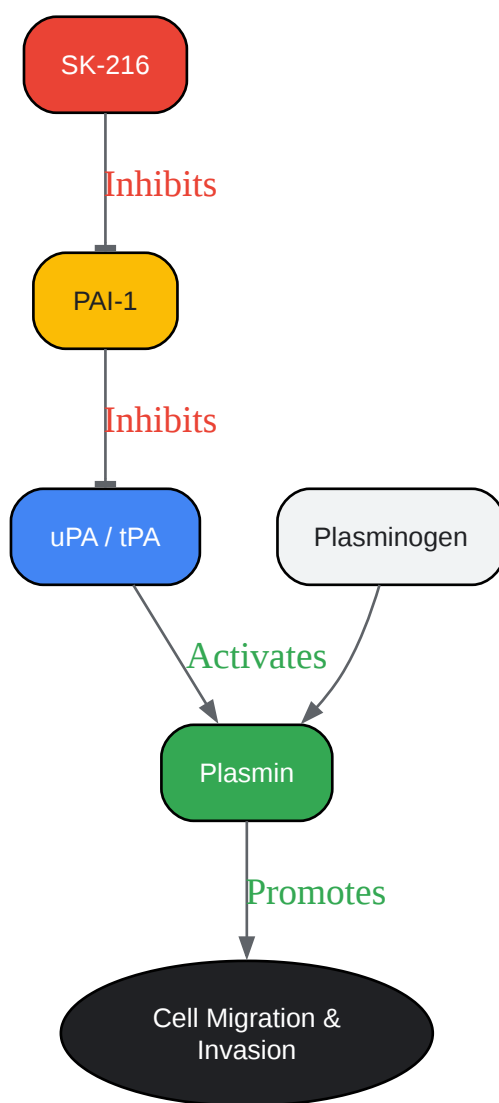 SK-216
Inhibits
PAI-1
Inhibits
uPA / tPA
Plasminogen
Activates
Plasmin
Promotes
Cell Migration &
Invasion